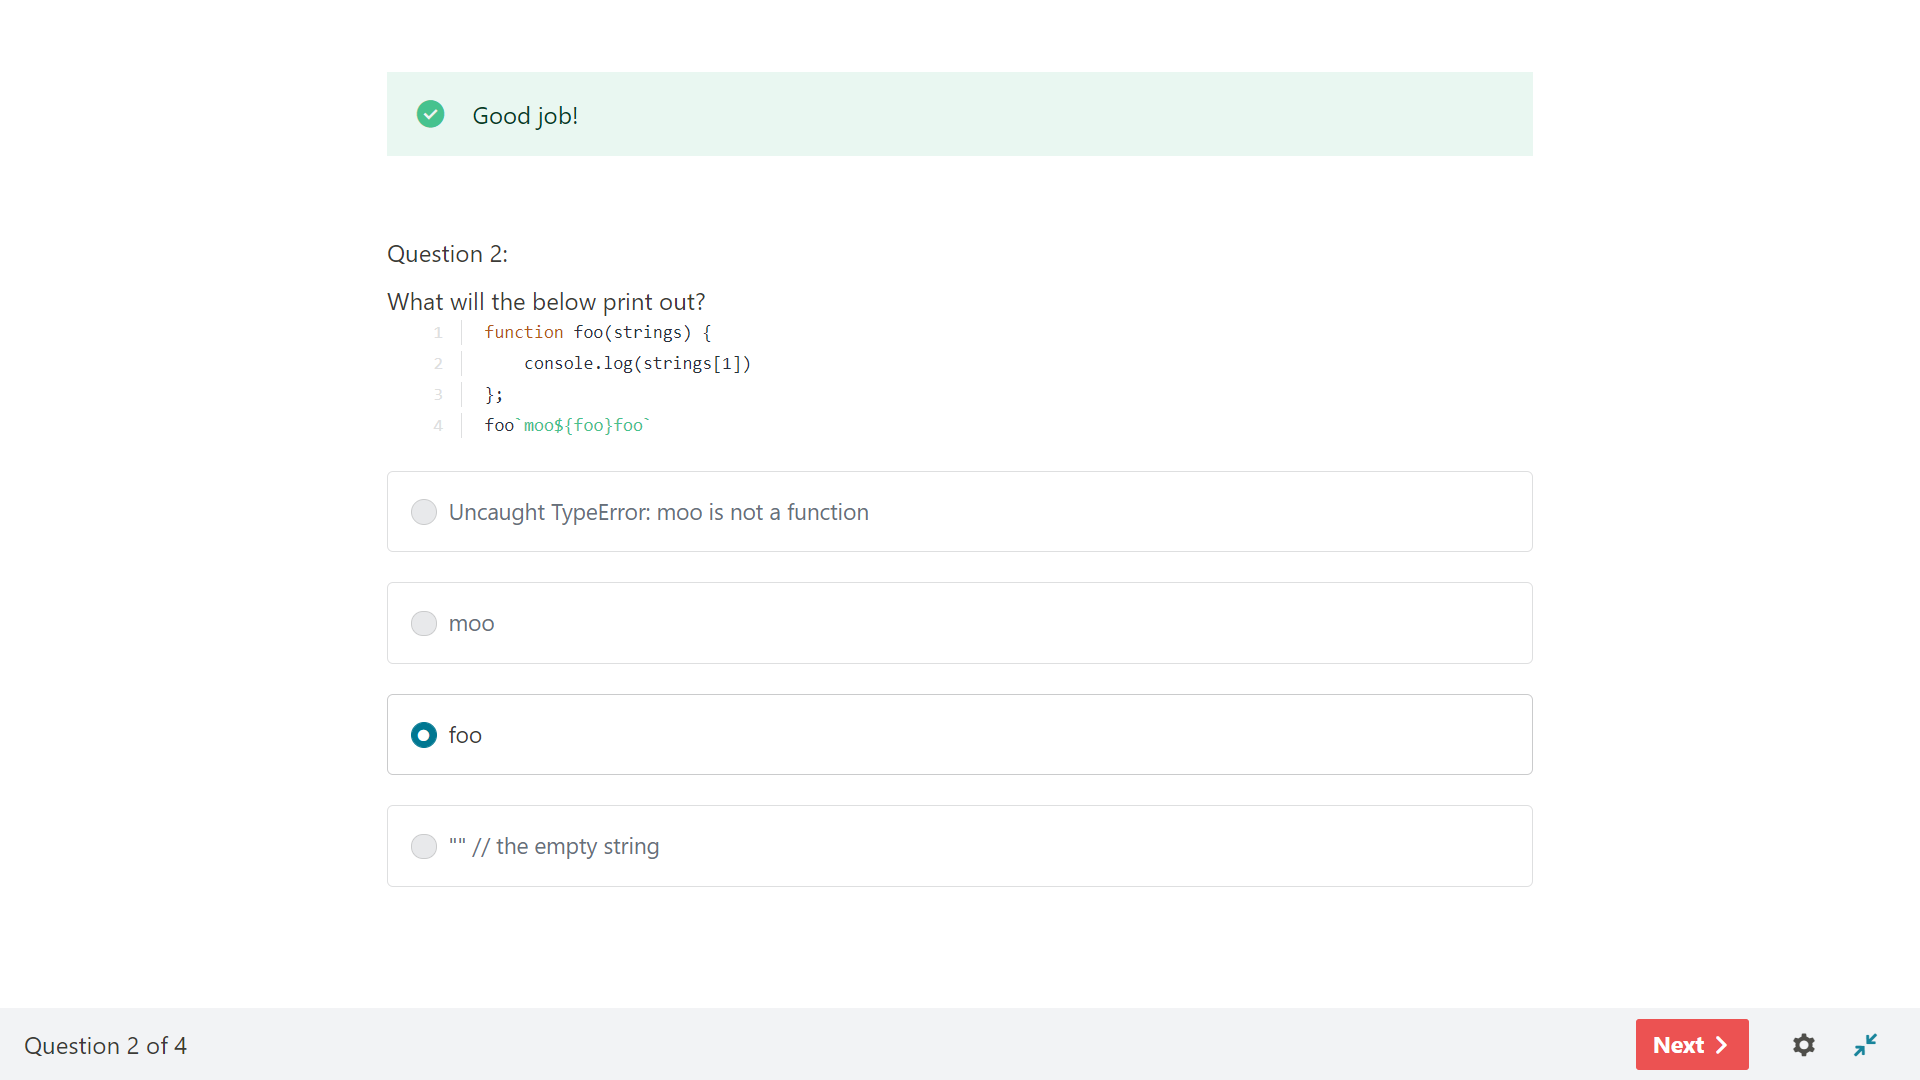 Good job!
Question 2:
What will the below print out?
1 function foo(strings) {
2     console.log(strings[1])
3 };
4 foo`moo${foo}foo`
Uncaught TypeError: moo is not a function
moo
foo
"" // the empty string
Question 2 of 4
Next